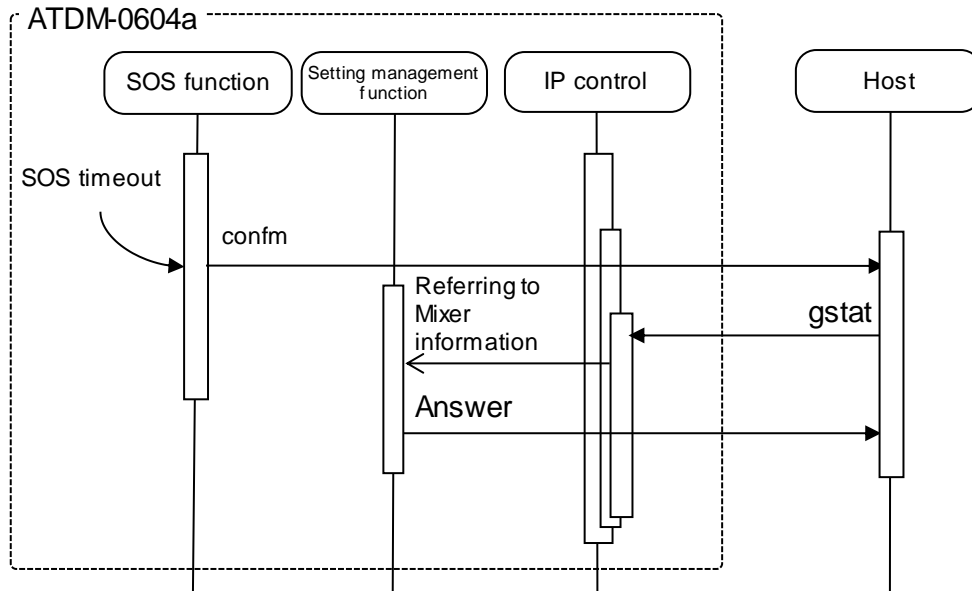 ATDM-0604a
SOS function
Setting management
function
IP control
Host
SOS timeout
confm
Referring to
Mixer
information
gstat
Answer